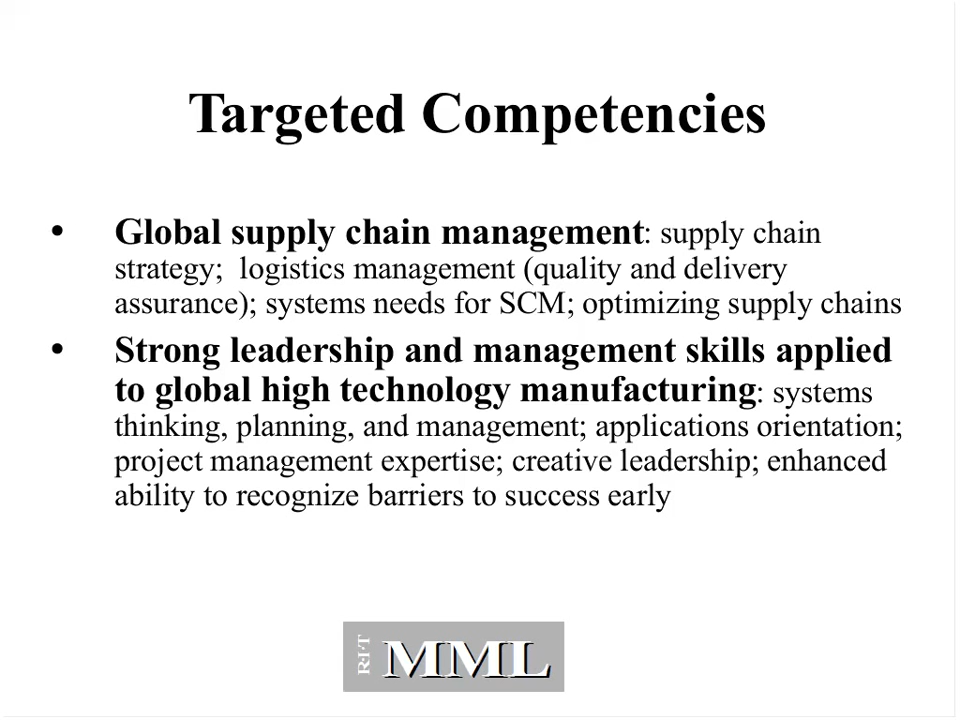 Targeted Competencies
• Global supply chain management: supply chain
strategy;  logistics management (quality and delivery
assurance); systems needs for SCM; optimizing supply chains
• Strong leadership and management skills applied
to global high technology manufacturing: systems
thinking, planning, and management; applications orientation;
project management expertise; creative leadership; enhanced
ability to recognize barriers to success early
R·I·T
MML